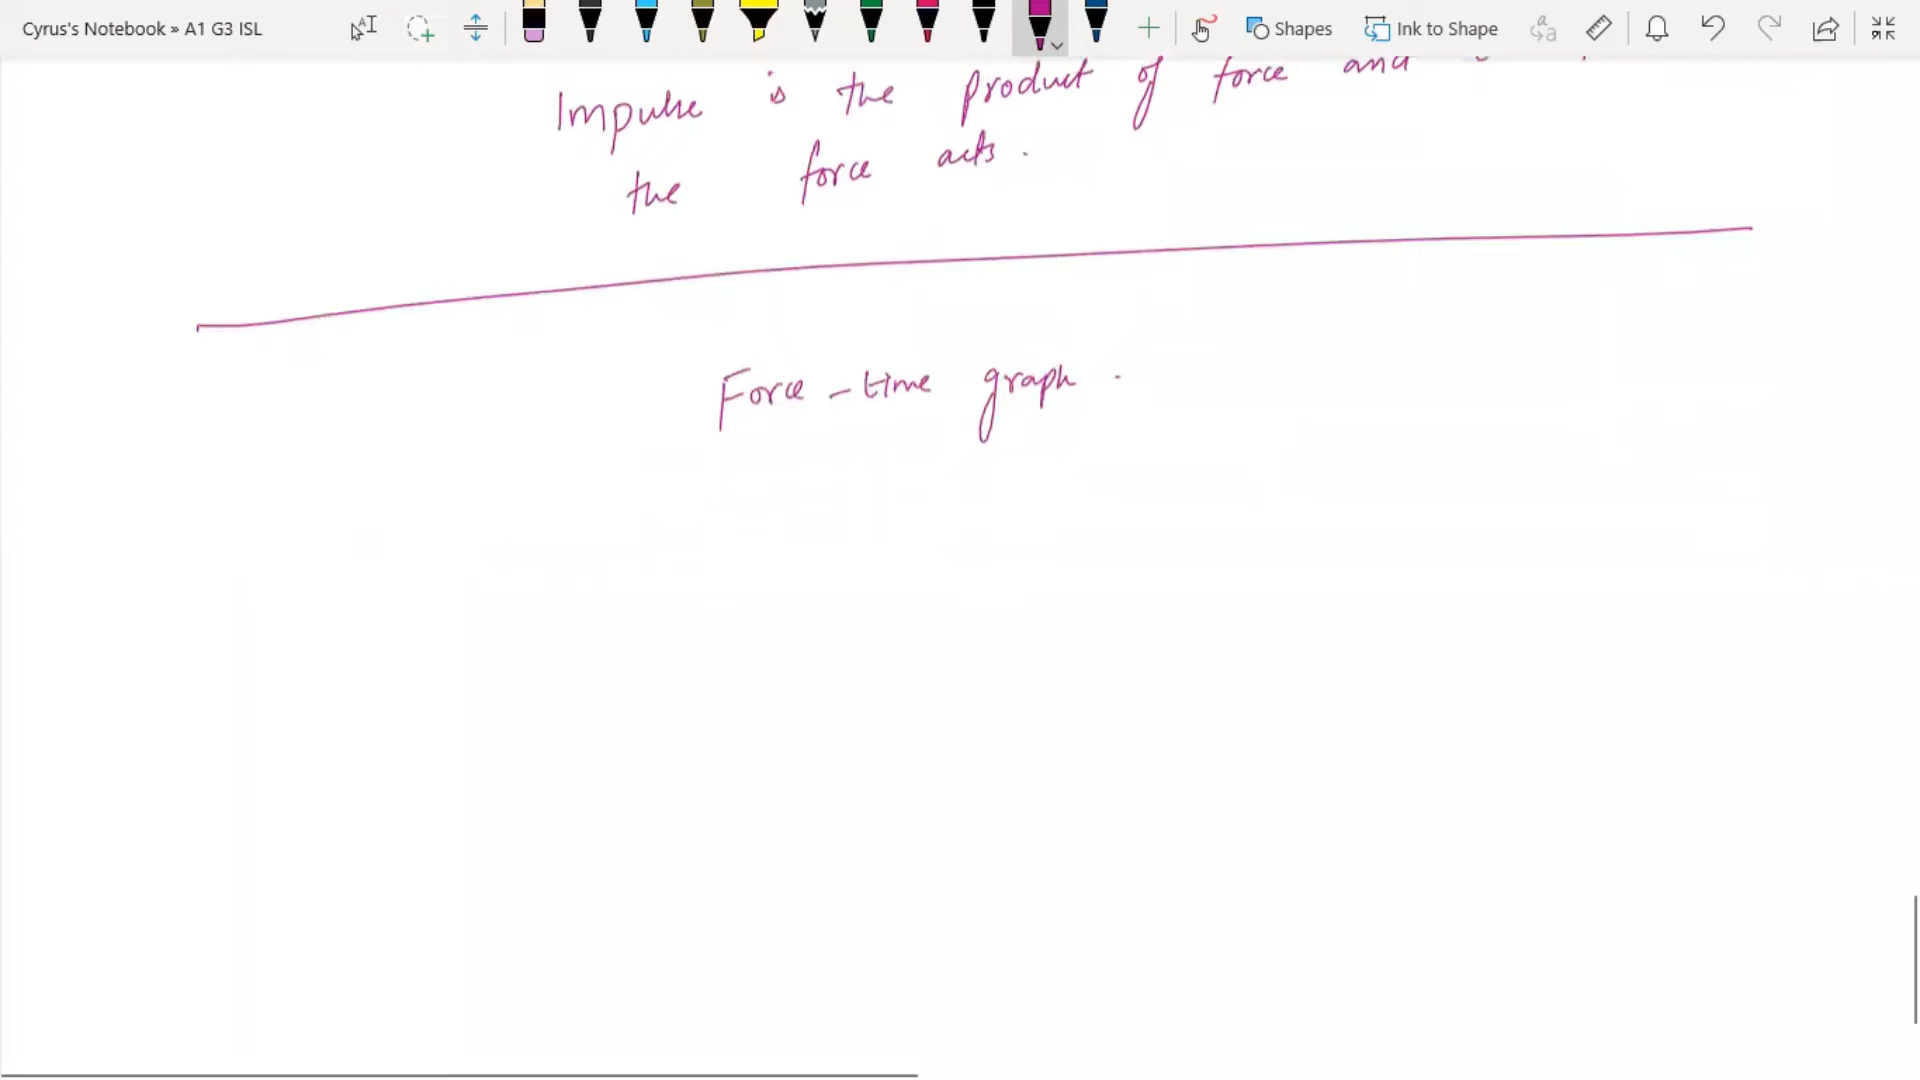 Cyrus's Notebook » A1 G3 ISL
Shapes
Ink to Shape
Impulse is the product of force and
the force acts.
Force - time graph.